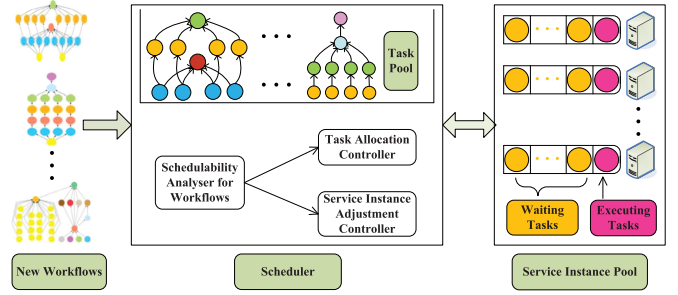 Task
Pool
Schedulability
Analyser for
Workflows
Task Allocation
Controller
Service Instance
Adjustment
Controller
Waiting
Tasks
Executing
Tasks
New Workflows
Scheduler
Service Instance Pool